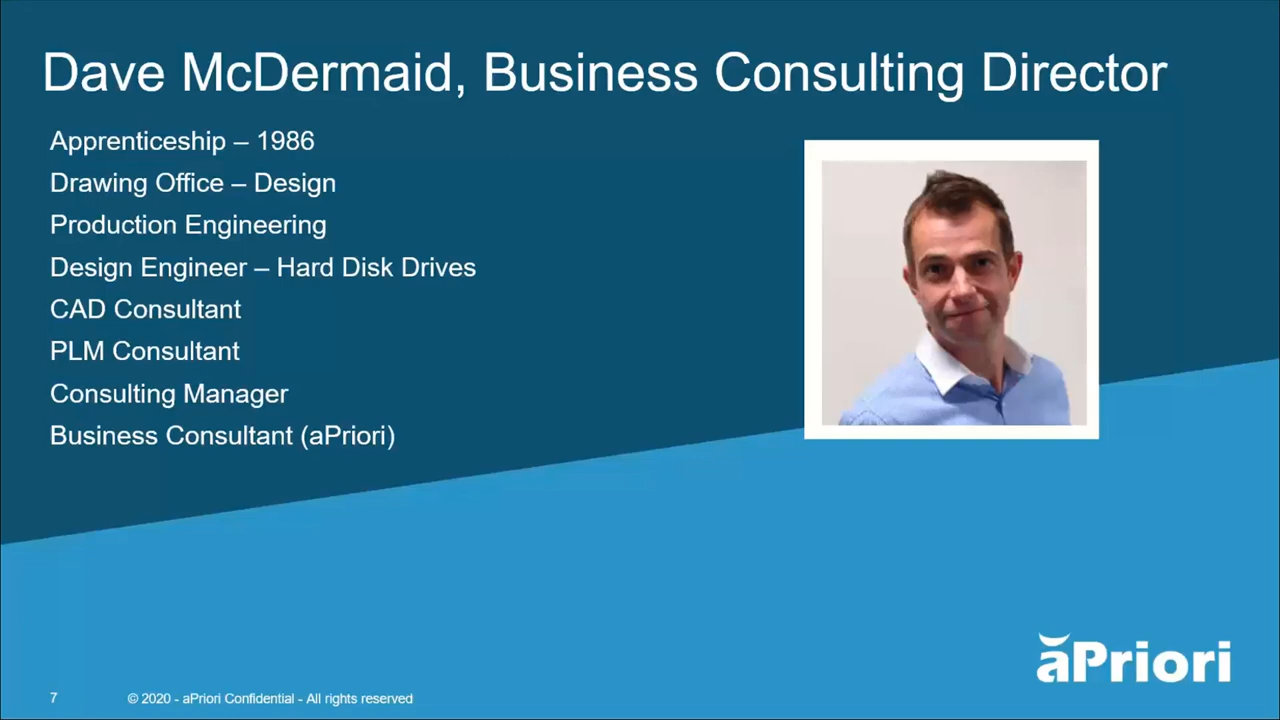 Dave McDermaid, Business Consulting Director
Apprenticeship – 1986
Drawing Office – Design
Production Engineering
Design Engineer – Hard Disk Drives
CAD Consultant
PLM Consultant
Consulting Manager
Business Consultant (aPriori)
aPriori
7
© 2020 - aPriori Confidential - All rights reserved